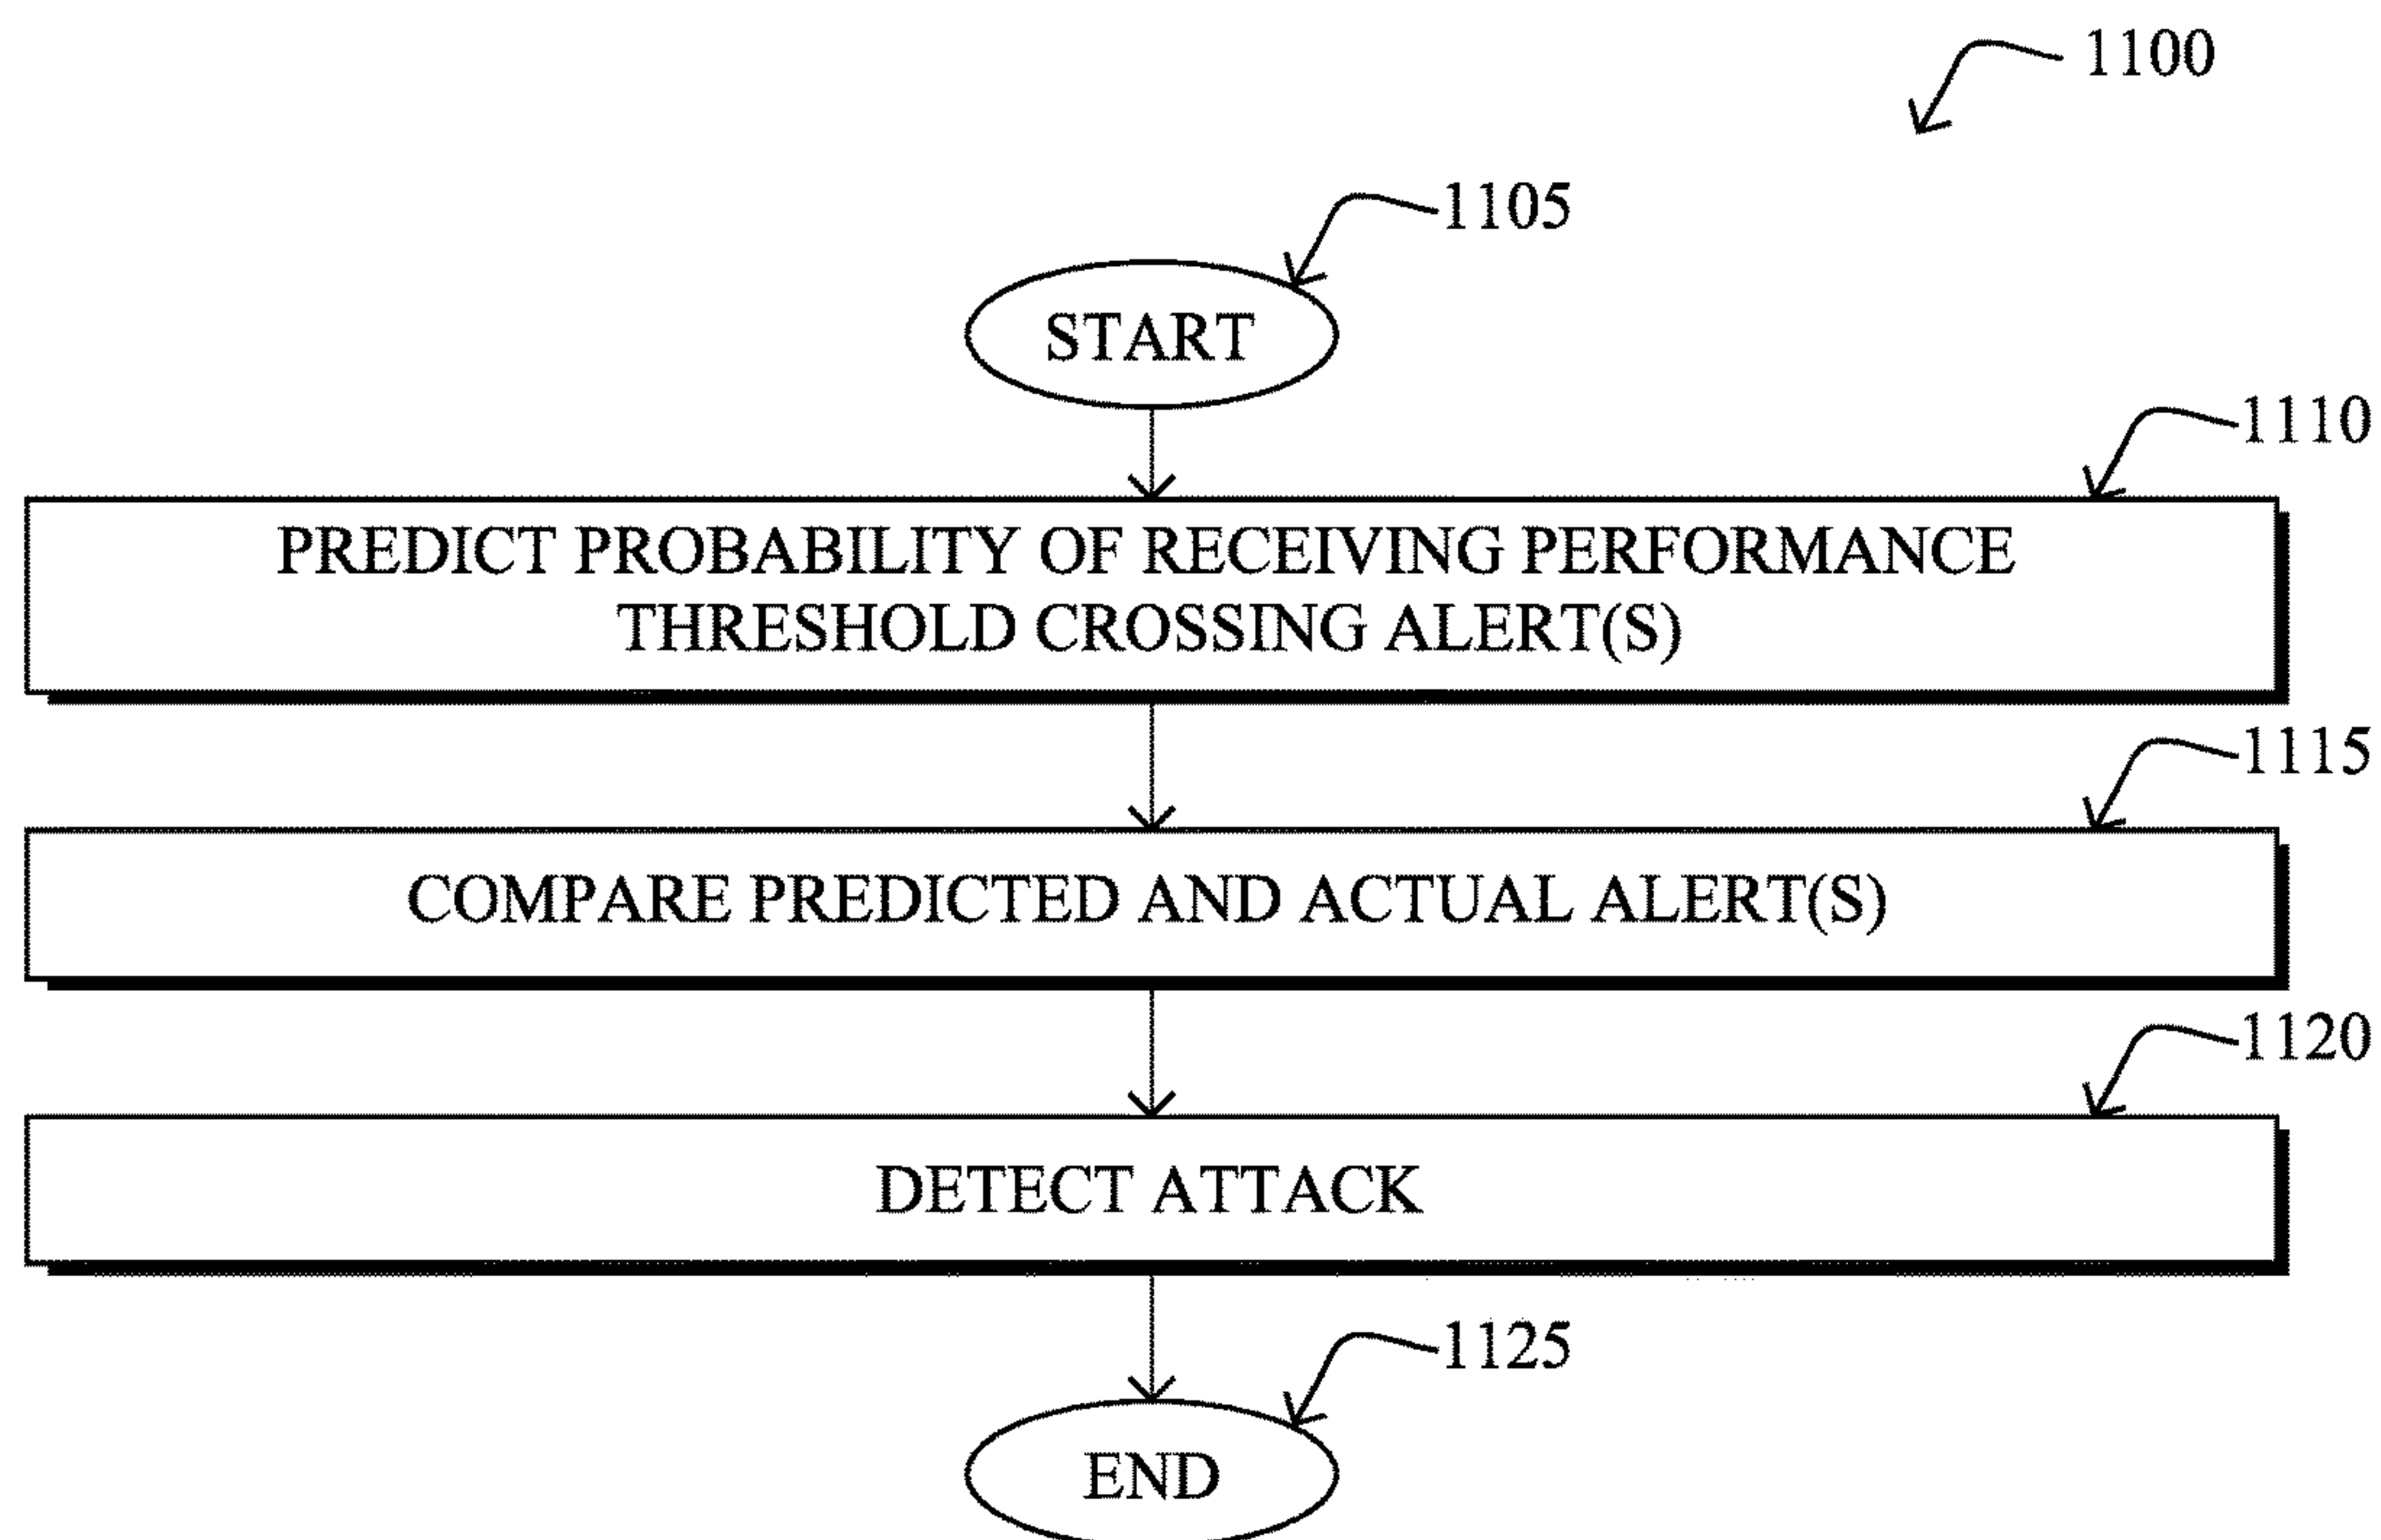 1100
1105
START
1110
PREDICT PROBABILITY OF RECEIVING PERFORMANCE
THRESHOLD CROSSING ALERT(S)
1115
COMPARE PREDICTED AND ACTUAL ALERT(S)
1120
DETECT ATTACK
1125
END